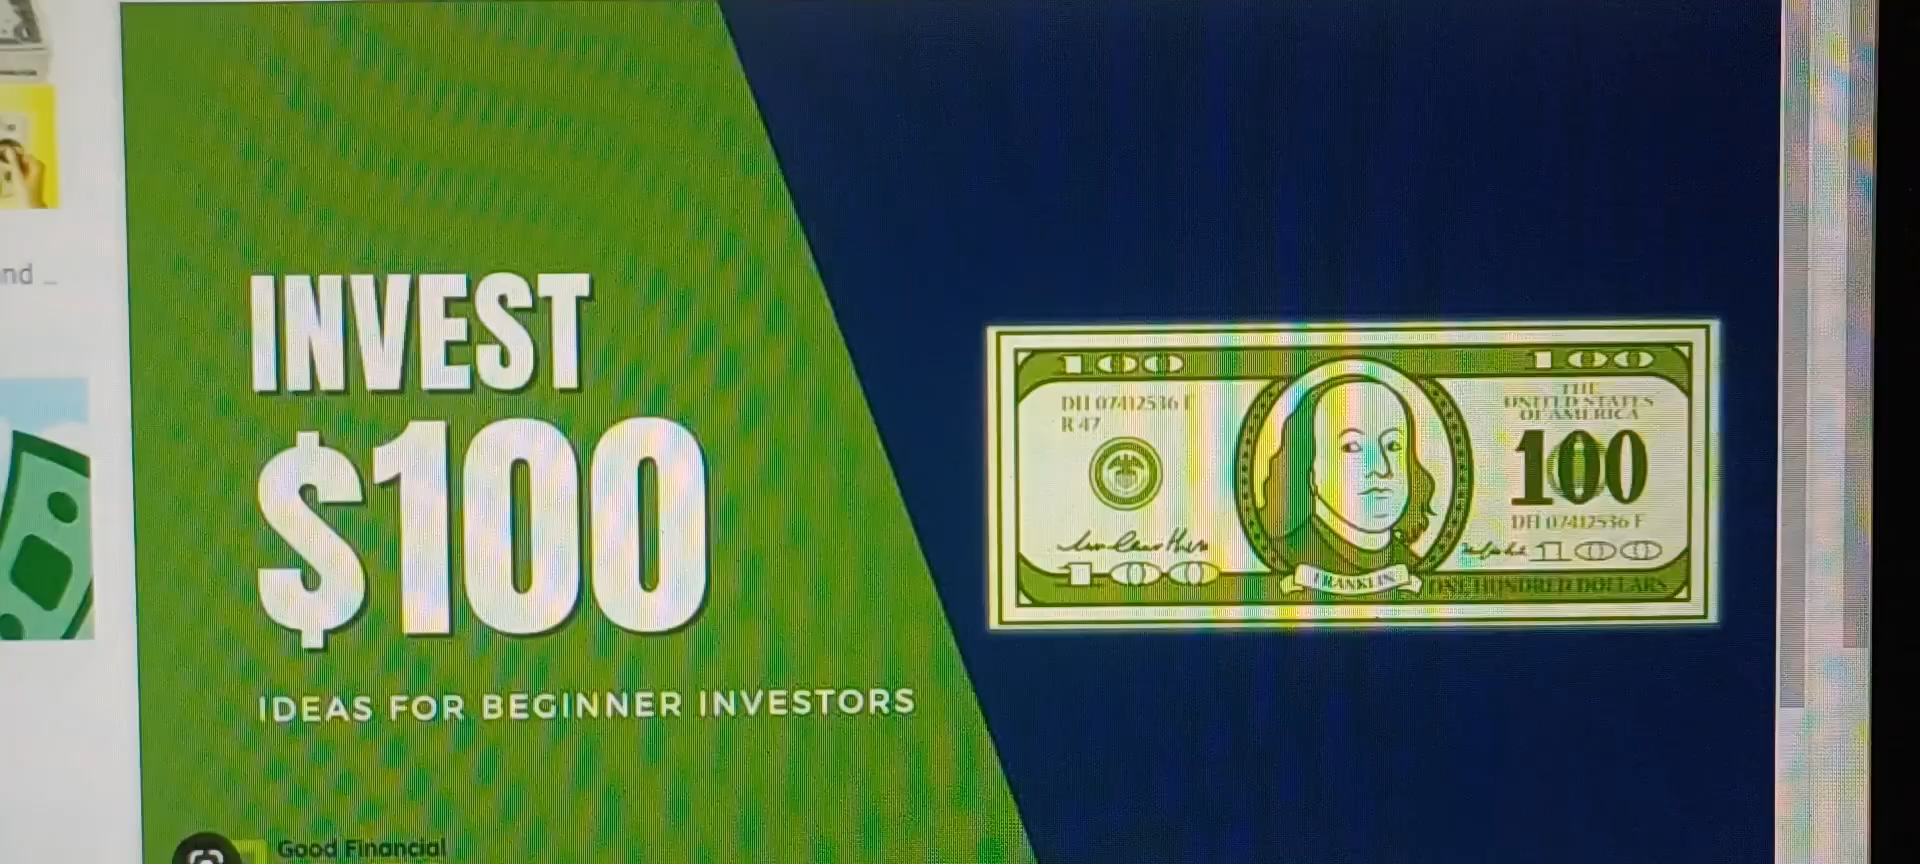 nd ...
INVEST
$100
IDEAS FOR BEGINNER INVESTORS
100
100
DH 07412536 F
R 47
THE
UNITED STATES
OF AMERICA
100
DH 07412536 F
100
100
FRANKLIN
ONE HUNDRED DOLLARS
Good Financial